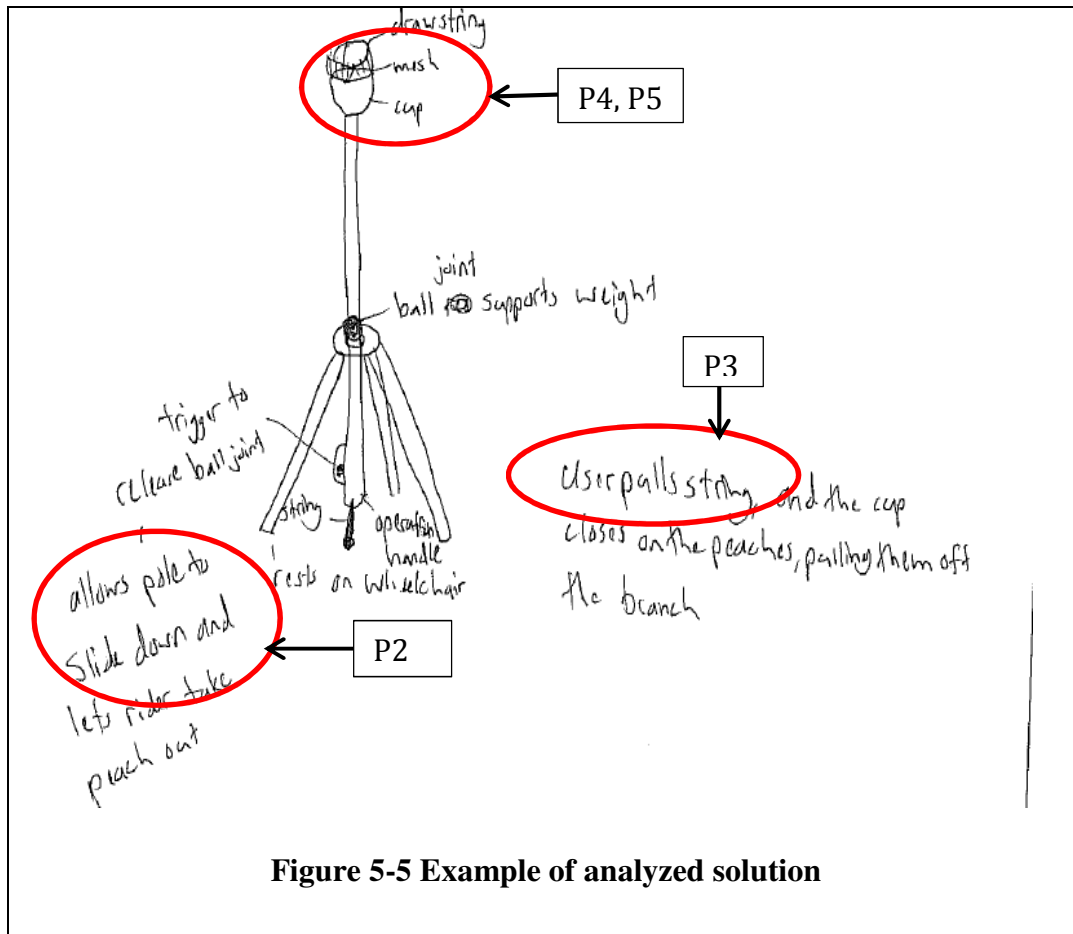 drawstring
mesh
cup
P4, P5
joint
ball supports weight
P3
trigger to
release ball joint
string
operating
handle
rests on wheelchair
User pulls string, and the cup
closes on the peaches, pulling them off
the branch
allows pole to
slide down and
lets rider take
peach out
P2
Figure 5-5 Example of analyzed solution